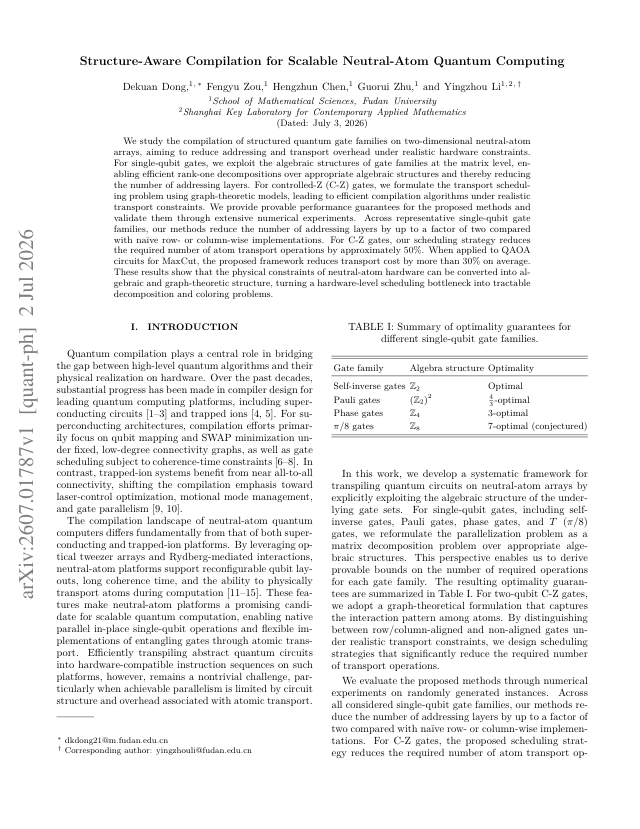 Structure-Aware Compilation for Scalable Neutral-Atom Quantum Computing
Dekuan Dong,1, * Fengyu Zou,1 Hengzhun Chen,1 Guorui Zhu,1 and Yingzhou Li1, 2, †
1School of Mathematical Sciences, Fudan University
2Shanghai Key Laboratory for Contemporary Applied Mathematics
(Dated: July 3, 2026)
We study the compilation of structured quantum gate families on two-dimensional neutral-atom
arrays, aiming to reduce addressing and transport overhead under realistic hardware constraints.
For single-qubit gates, we exploit the algebraic structures of gate families at the matrix level, en-
abling efficient rank-one decompositions over appropriate algebraic structures and thereby reducing
the number of addressing layers. For controlled-Z (C-Z) gates, we formulate the transport schedul-
ing problem using graph-theoretic models, leading to efficient compilation algorithms under realistic
transport constraints. We provide provable performance guarantees for the proposed methods and
validate them through extensive numerical experiments. Across representative single-qubit gate
families, our methods reduce the number of addressing layers by up to a factor of two compared
with naïve row- or column-wise implementations. For C-Z gates, our scheduling strategy reduces
the required number of atom transport operations by approximately 50%. When applied to QAOA
circuits for MaxCut, the proposed framework reduces transport cost by more than 30% on average.
These results show that the physical constraints of neutral-atom hardware can be converted into al-
gebraic and graph-theoretic structure, turning a hardware-level scheduling bottleneck into tractable
decomposition and coloring problems.
arXiv:2607.01787v1 [quant-ph] 2 Jul 2026
I. INTRODUCTION
Quantum compilation plays a central role in bridging
the gap between high-level quantum algorithms and their
physical realization on hardware. Over the past decades,
substantial progress has been made in compiler design for
leading quantum computing platforms, including super-
conducting circuits [1–3] and trapped ions [4, 5]. For su-
perconducting architectures, compilation efforts primar-
ily focus on qubit mapping and SWAP minimization un-
der fixed, low-degree connectivity graphs, as well as gate
scheduling subject to coherence-time constraints [6–8]. In
contrast, trapped-ion systems benefit from near all-to-all
connectivity, shifting the compilation emphasis toward
laser-control optimization, motional mode management,
and gate parallelism [9, 10].
The compilation landscape of neutral-atom quantum
computers differs fundamentally from that of both super-
conducting and trapped-ion platforms. By leveraging op-
tical tweezer arrays and Rydberg-mediated interactions,
neutral-atom platforms support reconfigurable qubit lay-
outs, long coherence time, and the ability to physically
transport atoms during computation [11–15]. These fea-
tures make neutral-atom platforms a promising candi-
date for scalable quantum computation, enabling native
parallel in-place single-qubit operations and flexible im-
plementations of entangling gates through atomic trans-
port. Efficiently transpiling abstract quantum circuits
into hardware-compatible instruction sequences on such
platforms, however, remains a nontrivial challenge, par-
ticularly when achievable parallelism is limited by circuit
structure and overhead associated with atomic transport.
* dkdong21@m.fudan.edu.cn
† Corresponding author: yingzhouli@fudan.edu.cn
TABLE I: Summary of optimality guarantees for
different single-qubit gate families.
Gate family Algebra structure Optimality
Self-inverse gates ℤ2 Optimal
Pauli gates (ℤ2)2 4/3-optimal
Phase gates ℤ4 3-optimal
π/8 gates ℤ8 7-optimal (conjectured)
In this work, we develop a systematic framework for
transpiling quantum circuits on neutral-atom arrays by
explicitly exploiting the algebraic structure of the under-
lying gate sets. For single-qubit gates, including self-
inverse gates, Pauli gates, phase gates, and T (π/8)
gates, we reformulate the parallelization problem as a
matrix decomposition problem over appropriate alge-
braic structures. This perspective enables us to derive
provable bounds on the number of required operations
for each gate family. The resulting optimality guaran-
tees are summarized in Table I. For two-qubit C-Z gates,
we adopt a graph-theoretical formulation that captures
the interaction pattern among atoms. By distinguishing
between row/column-aligned and non-aligned gates un-
der realistic transport constraints, we design scheduling
strategies that significantly reduce the required number
of transport operations.
We evaluate the proposed methods through numerical
experiments on randomly generated instances. Across
all considered single-qubit gate families, our methods re-
duce the number of addressing layers by up to a factor of
two compared with naïve row- or column-wise implemen-
tations. For C-Z gates, the proposed scheduling strat-
egy reduces the required number of atom transport op-